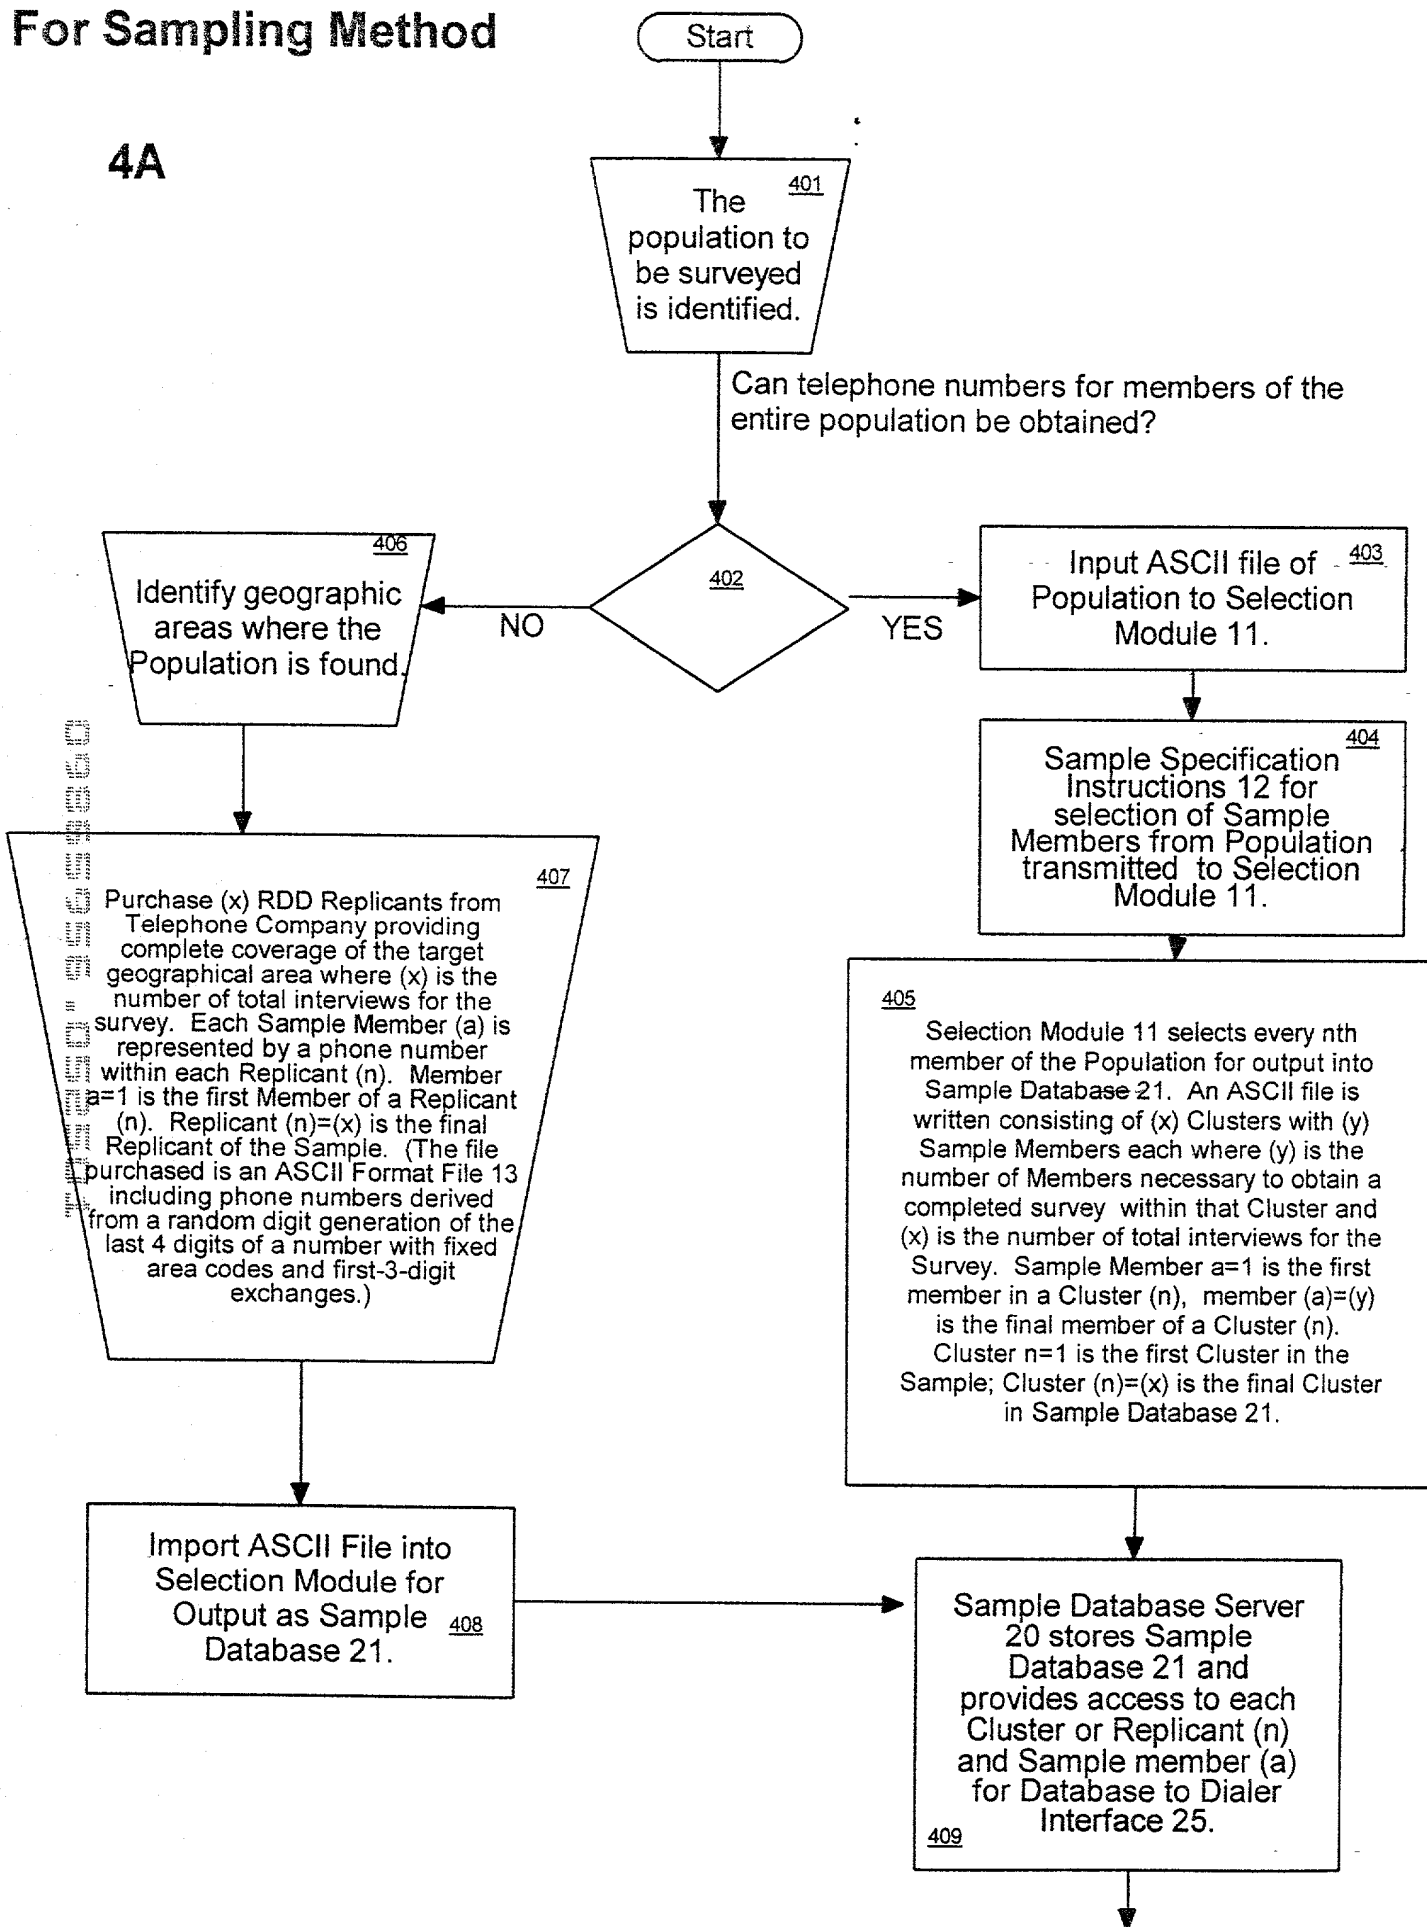 For Sampling Method
Start
4A
401
The
population to
be surveyed
is identified.
Can telephone numbers for members of the
entire population be obtained?
402
NO
YES
406
Identify geographic
areas where the
Population is found.
403
Input ASCII file of
Population to Selection
Module 11.
404
Sample Specification
Instructions 12 for
selection of Sample
Members from Population
transmitted to Selection
Module 11.
407
Purchase (x) RDD Replicants from
Telephone Company providing
complete coverage of the target
geographical area where (x) is the
number of total interviews for the
survey. Each Sample Member (a) is
represented by a phone number
within each Replicant (n). Member
a=1 is the first Member of a Replicant
(n). Replicant (n)=(x) is the final
Replicant of the Sample. (The file
purchased is an ASCII Format File 13
including phone numbers derived
from a random digit generation of the
last 4 digits of a number with fixed
area codes and first-3-digit
exchanges.)
405
Selection Module 11 selects every nth
member of the Population for output into
Sample Database 21. An ASCII file is
written consisting of (x) Clusters with (y)
Sample Members each where (y) is the
number of Members necessary to obtain a
completed survey within that Cluster and
(x) is the number of total interviews for the
Survey. Sample Member a=1 is the first
member in a Cluster (n), member (a)=(y)
is the final member of a Cluster (n).
Cluster n=1 is the first Cluster in the
Sample; Cluster (n)=(x) is the final Cluster
in Sample Database 21.
Import ASCII File into
Selection Module for
Output as Sample
408
Database 21.
Sample Database Server
20 stores Sample
Database 21 and
provides access to each
Cluster or Replicant (n)
and Sample member (a)
for Database to Dialer
Interface 25.
409